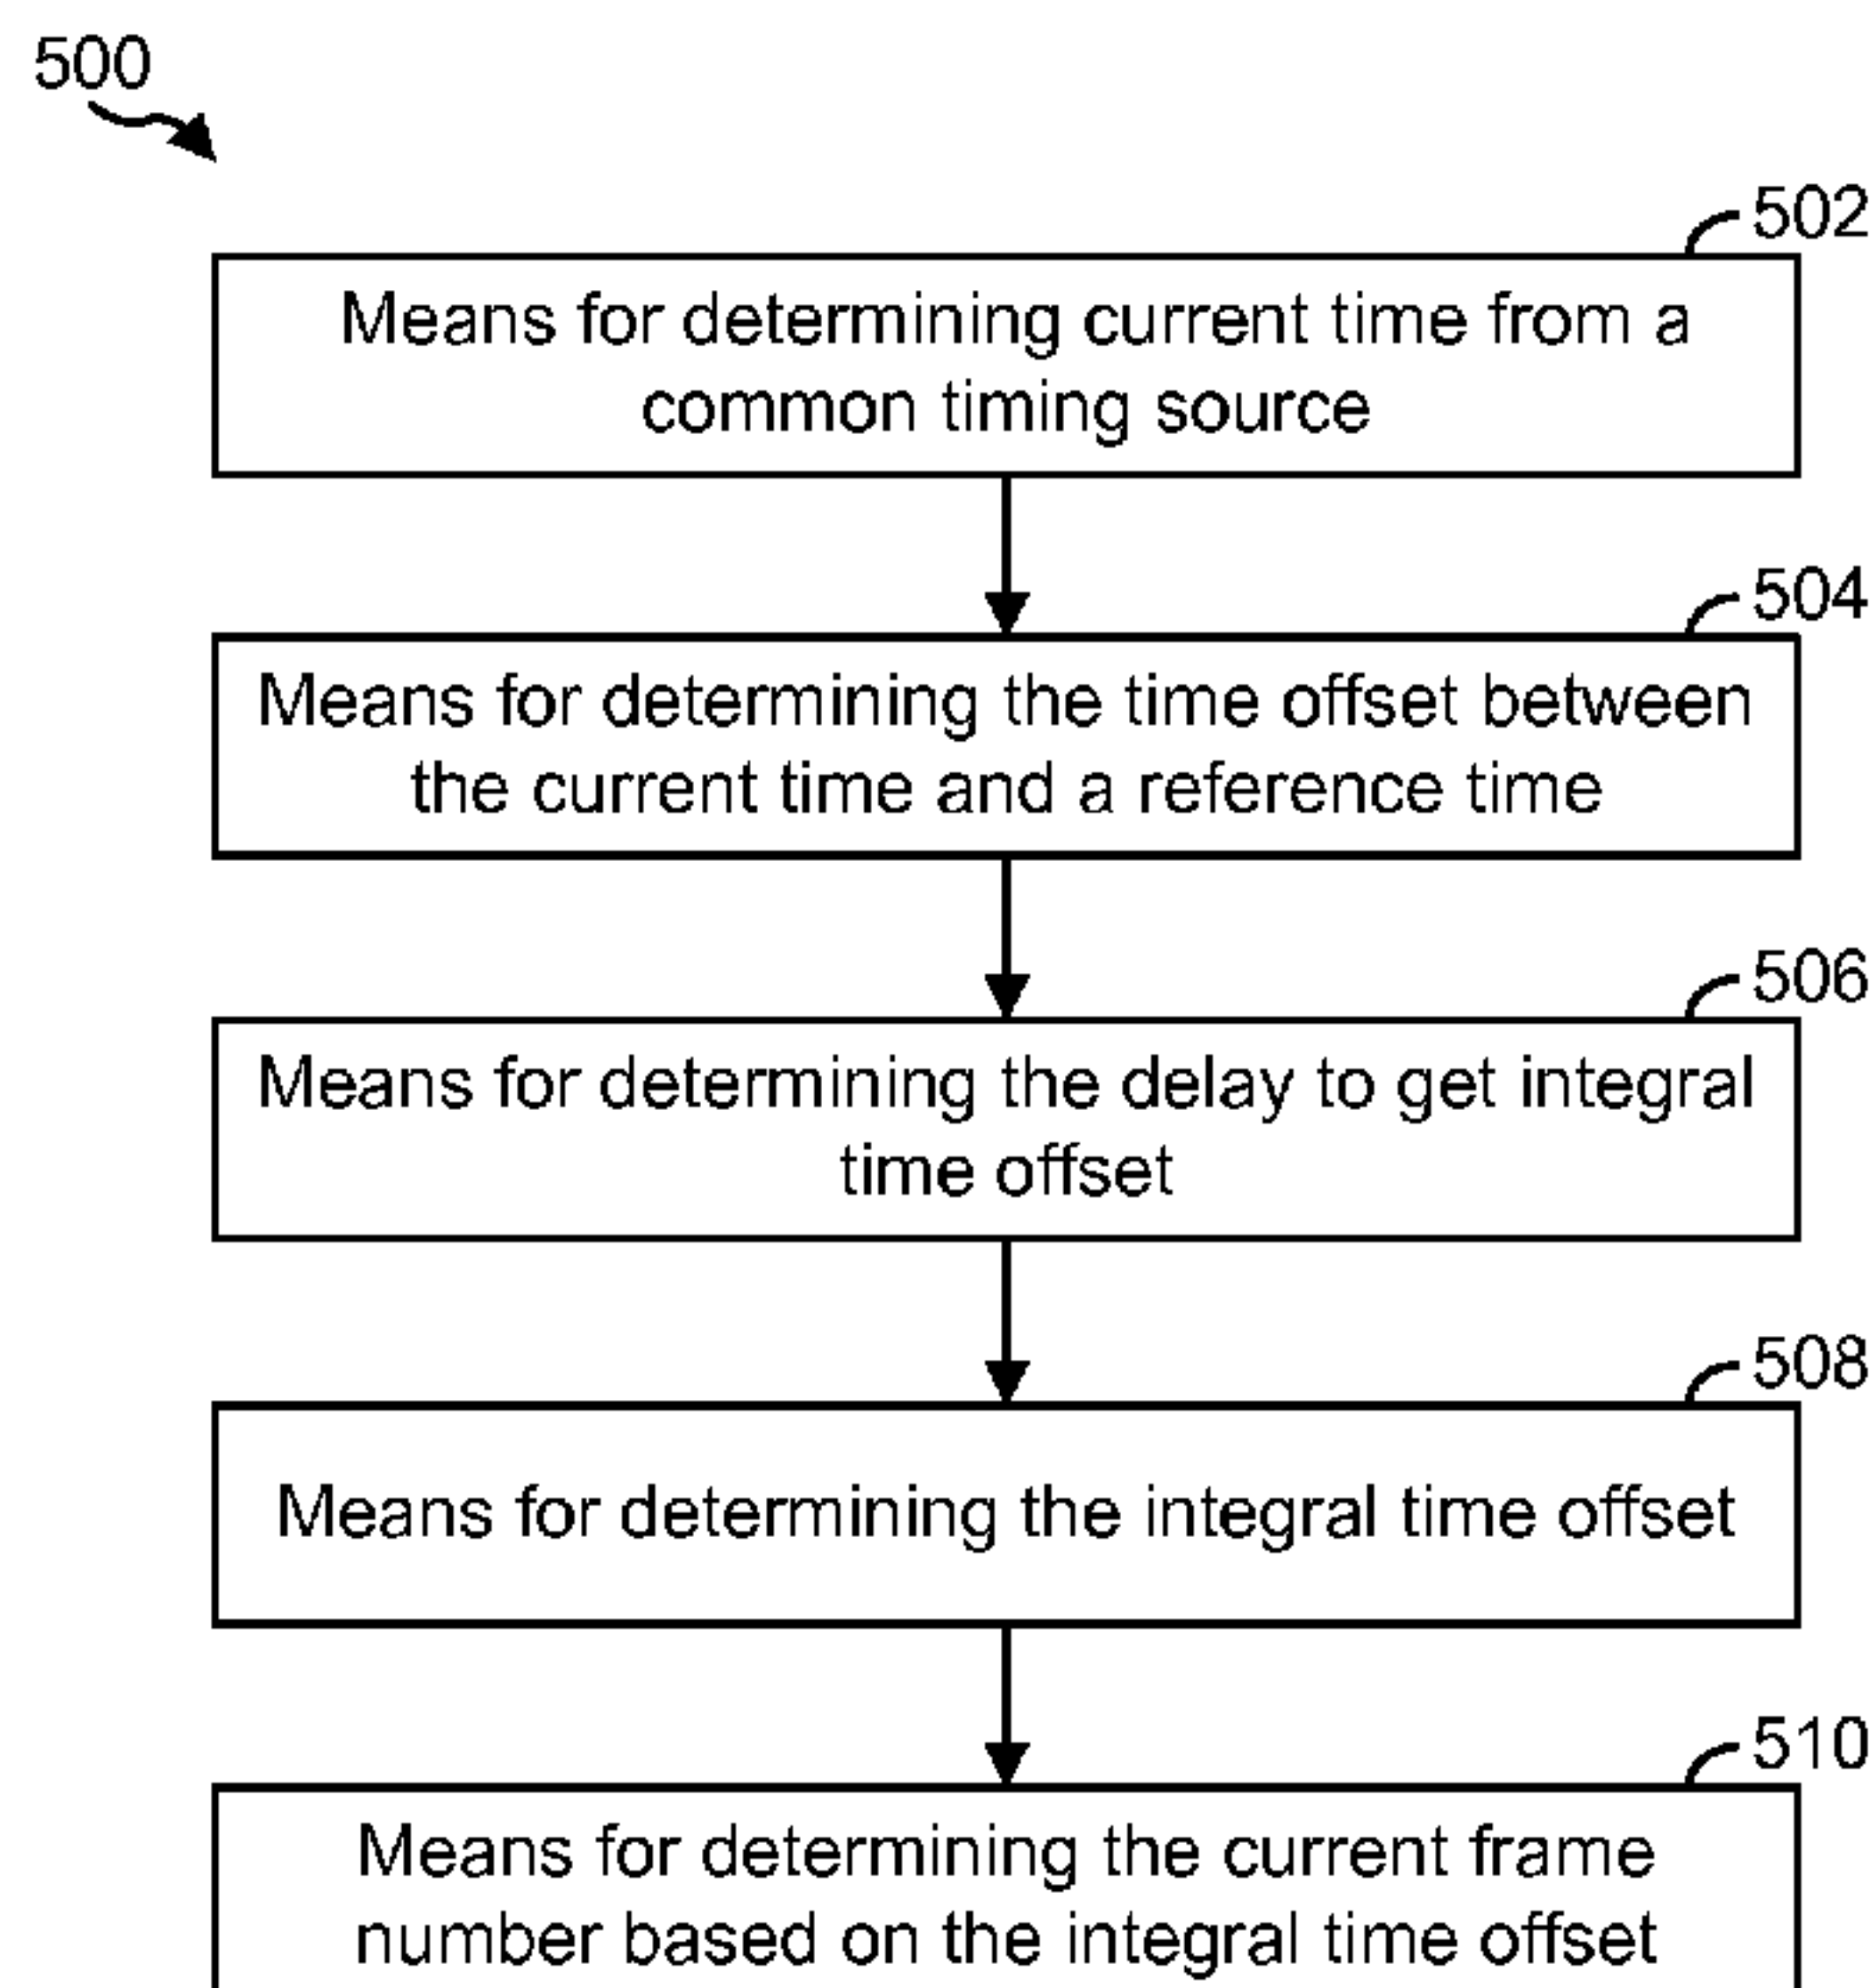 500
502
Means for determining current time from a
common timing source
504
Means for determining the time offset between
the current time and a reference time
506
Means for determining the delay to get integral
time offset
508
Means for determining the integral time offset
510
Means for determining the current frame
number based on the integral time offset